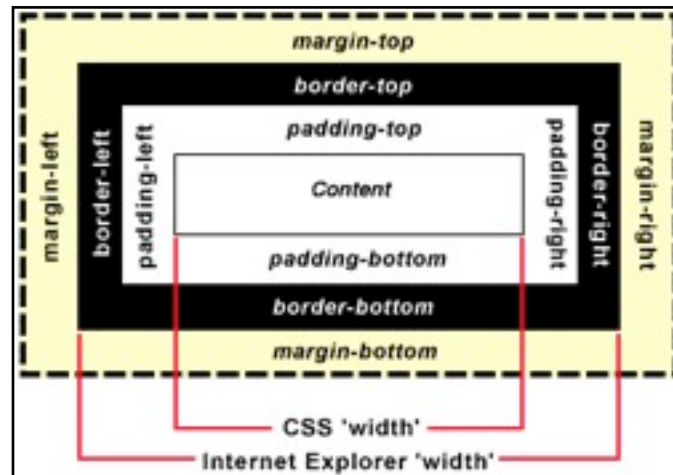 margin-top
border-top
padding-top
margin-left
border-left
padding-left
Content
padding-right
border-right
margin-right
padding-bottom
border-bottom
margin-bottom
CSS 'width'
Internet Explorer 'width'